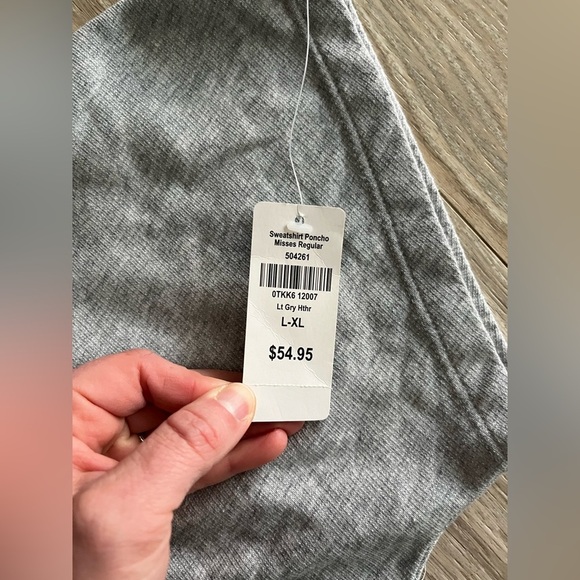 Sweatshirt Poncho
Misses Regular
504261
0TKK6 12007
Lt Gry Hthr
L-XL
$54.95